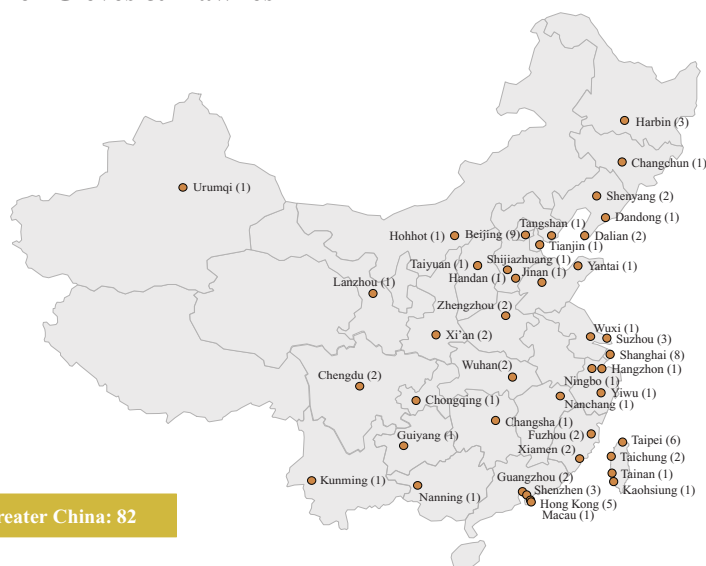 Harbin (3)
Changchun (1)
Urumqi (1)
Shenyang (2)
Dandong (1)
Tangshan (1)
Hohhot (1)
Beijing (9)
Dalian (2)
Tianjin (1)
Shijiazhuang (1)
Taiyuan (1)
Yantai (1)
Jinan (1)
Handan (1)
Lanzhou (1)
Zhengzhou (2)
Wuxi (1)
Xi'an (2)
Suzhou (3)
Shanghai (8)
Wuhan(2)
Hangzhon (1)
Chengdu (2)
Ningbo (1)
Yiwu (1)
Chongqing (1)
Nanchang (1)
Changsha (1)
Fuzhou (2)
Guiyang (1)
Taipei (6)
Xiamen (2)
Taichung (2)
Guangzhou (2)
Tainan (1)
Kunming (1)
Shenzhen (3)
Kaohsiung (1)
Nanning (1)
Hong Kong (5)
Macau (1)
reater China: 82